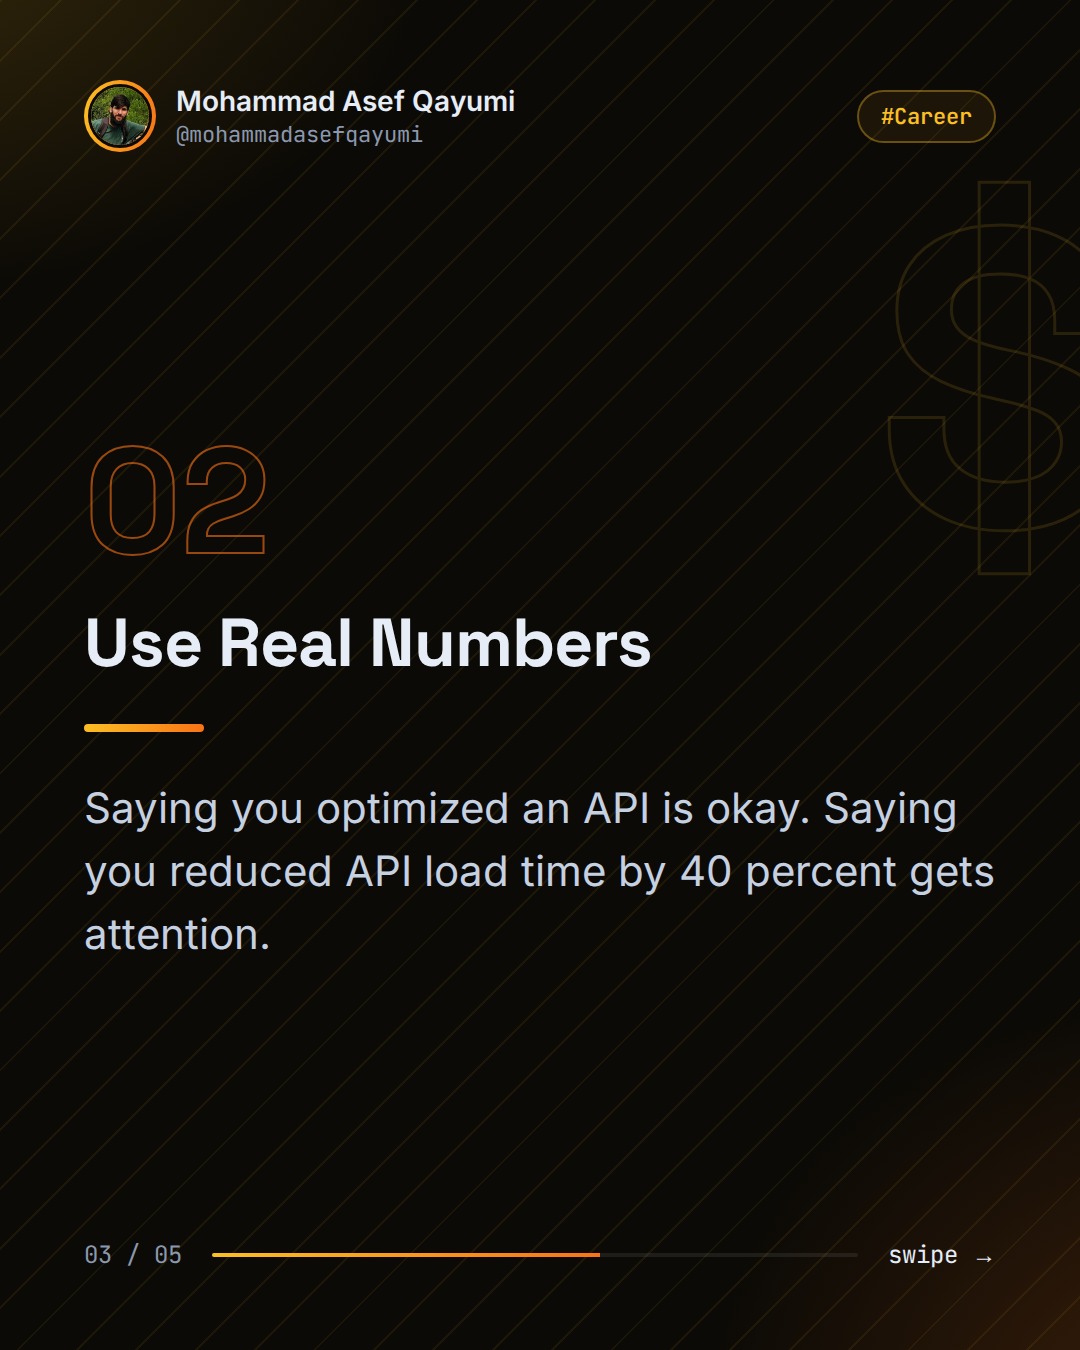 Mohammad Asef Qayumi
@mohammadasefqayumi
#Career
$
02
Use Real Numbers
Saying you optimized an API is okay. Saying
you reduced API load time by 40 percent gets
attention.
03 / 05
swipe →